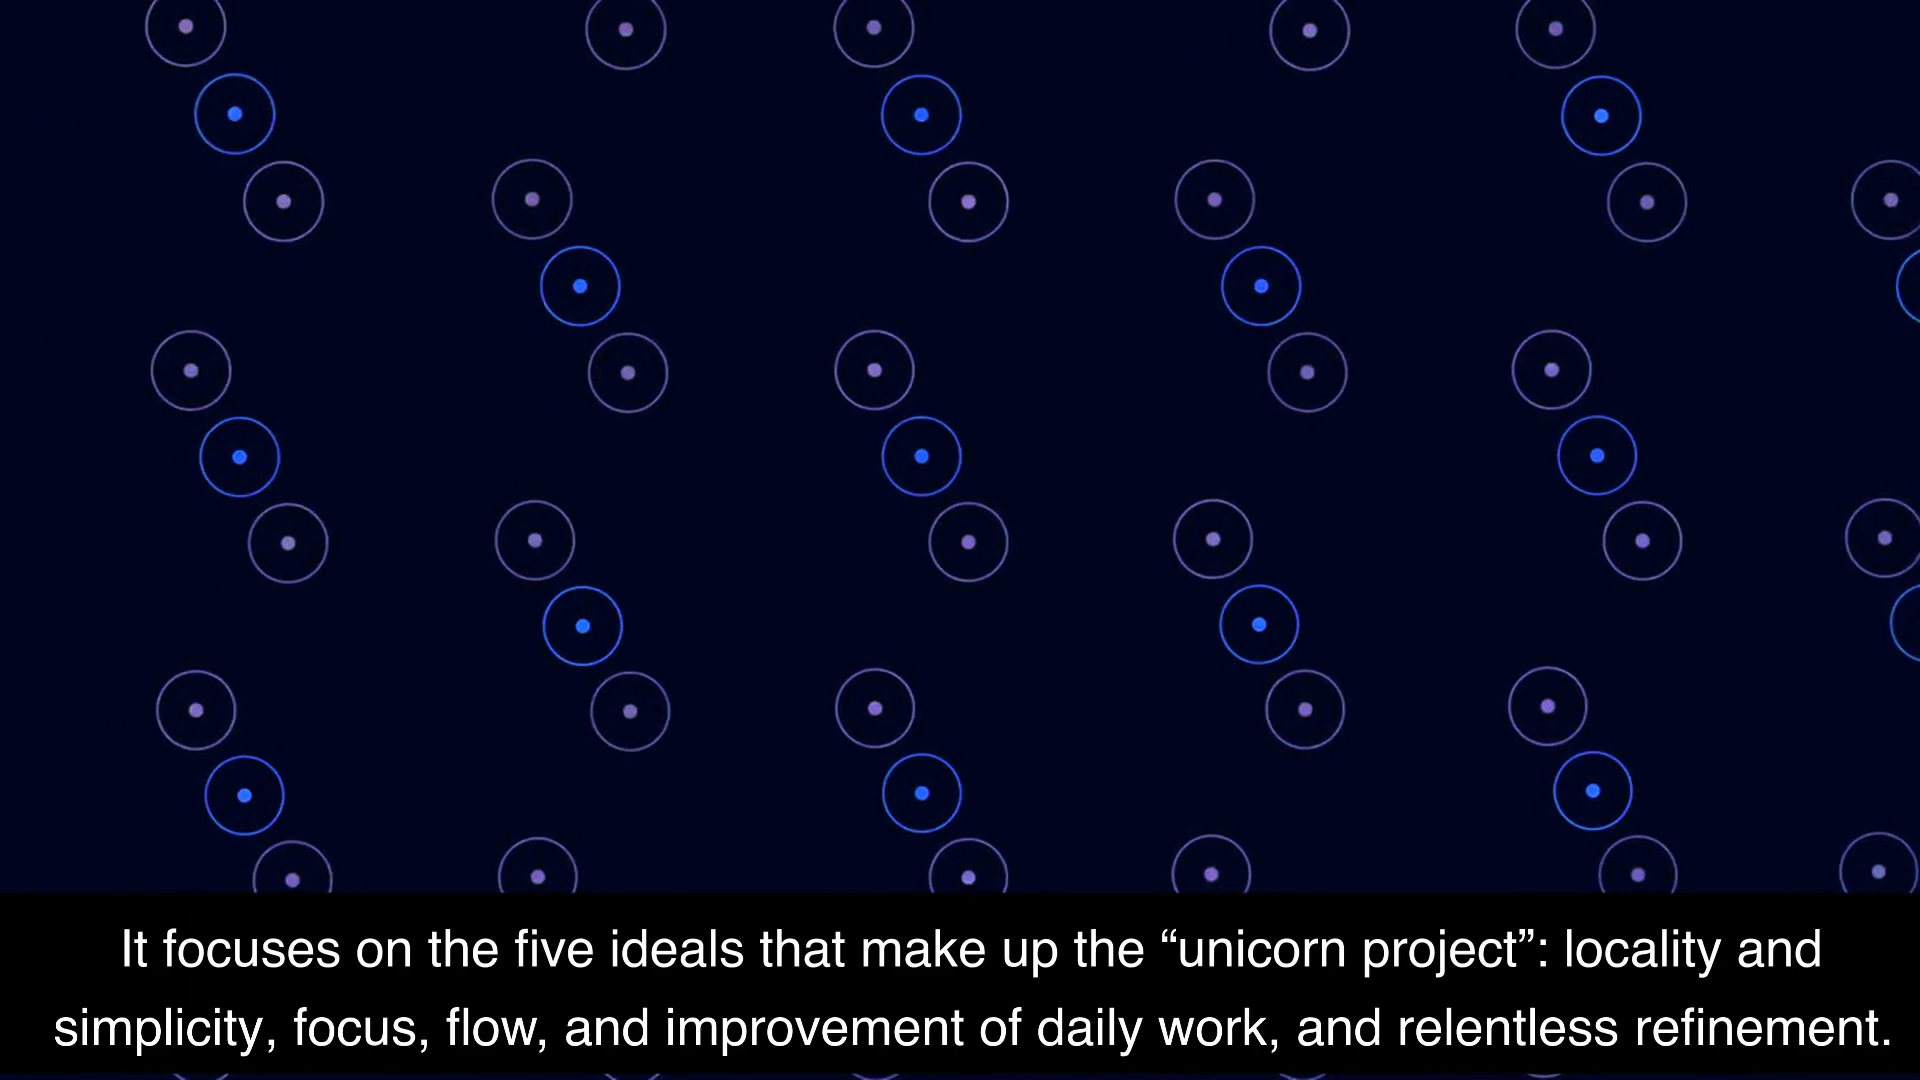 It focuses on the five ideals that make up the “unicorn project”: locality and
simplicity, focus, flow, and improvement of daily work, and relentless refinement.